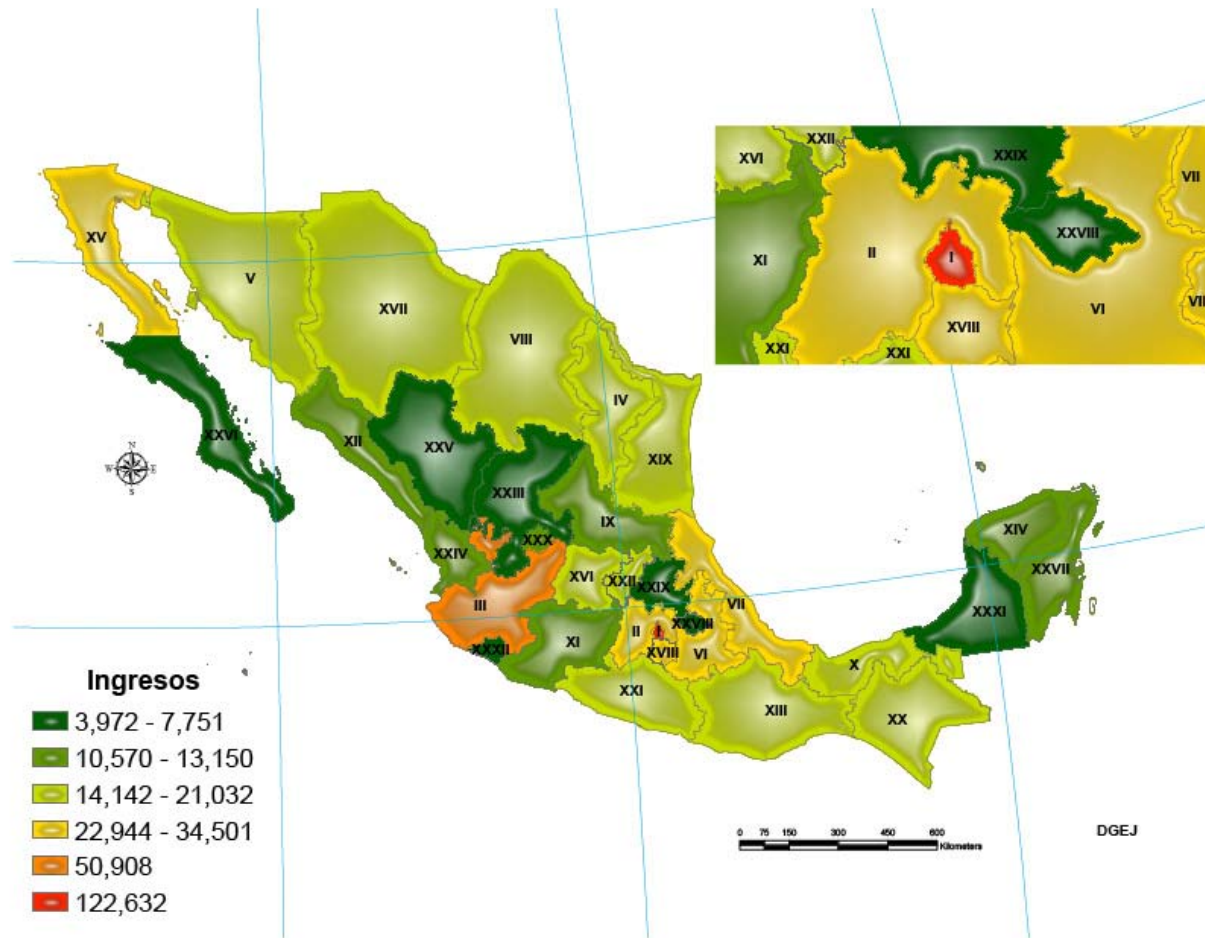 XXII
XXIX
XVI
VII
XXVIII
XI
II
I
VI
VII
XVIII
XXI
XXI
XV
V
XVII
VIII
IV
XII
XXV
XIX
XXVI
N
W
E
S
XXIII
IX
XIV
XXX
XXIV
XXVII
XVI
XXII
XXIX
III
VII
XXVIII
XXXI
II
I
XI
XVIII
VI
XXXII
X
XXI
XIII
XX
Ingresos
3,972 - 7,751
10,570 - 13,150
14,142 - 21,032
22,944 - 34,501
50,908
122,632
DGEJ
0 75 150 300 450 600
Kilometers